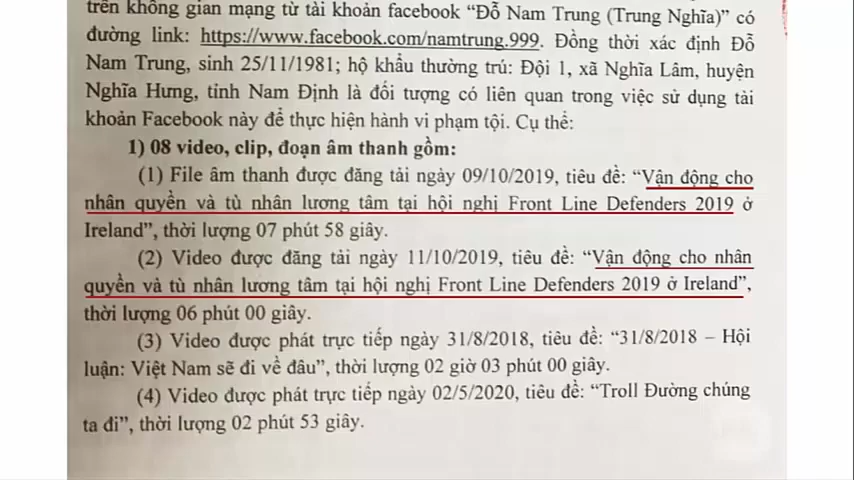 trên không gian mạng từ tài khoản facebook “Đỗ Nam Trung (Trung Nghĩa)” có
đường link: https://www.facebook.com/namtrung.999. Đồng thời xác định Đỗ
Nam Trung, sinh 25/11/1981; hộ khẩu thường trú: Đội 1, xã Nghĩa Lâm, huyện
Nghĩa Hưng, tỉnh Nam Định là đối tượng có liên quan trong việc sử dụng tài
khoản Facebook này để thực hiện hành vi phạm tội. Cụ thể:
1) 08 video, clip, đoạn âm thanh gồm:
(1) File âm thanh được đăng tải ngày 09/10/2019, tiêu đề: “Vận động cho
nhân quyền và tù nhân lương tâm tại hội nghị Front Line Defenders 2019 ở
Ireland”, thời lượng 07 phút 58 giây.
(2) Video được đăng tải ngày 11/10/2019, tiêu đề: “Vận động cho nhân
quyền và tù nhân lương tâm tại hội nghị Front Line Defenders 2019 ở Ireland”,
thời lượng 06 phút 00 giây.
(3) Video được phát trực tiếp ngày 31/8/2018, tiêu đề: “31/8/2018 – Hội
luận: Việt Nam sẽ đi về đâu”, thời lượng 02 giờ 03 phút 00 giây.
(4) Video được phát trực tiếp ngày 02/5/2020, tiêu đề: “Troll Đường chúng
ta đi”, thời lượng 02 phút 53 giây.